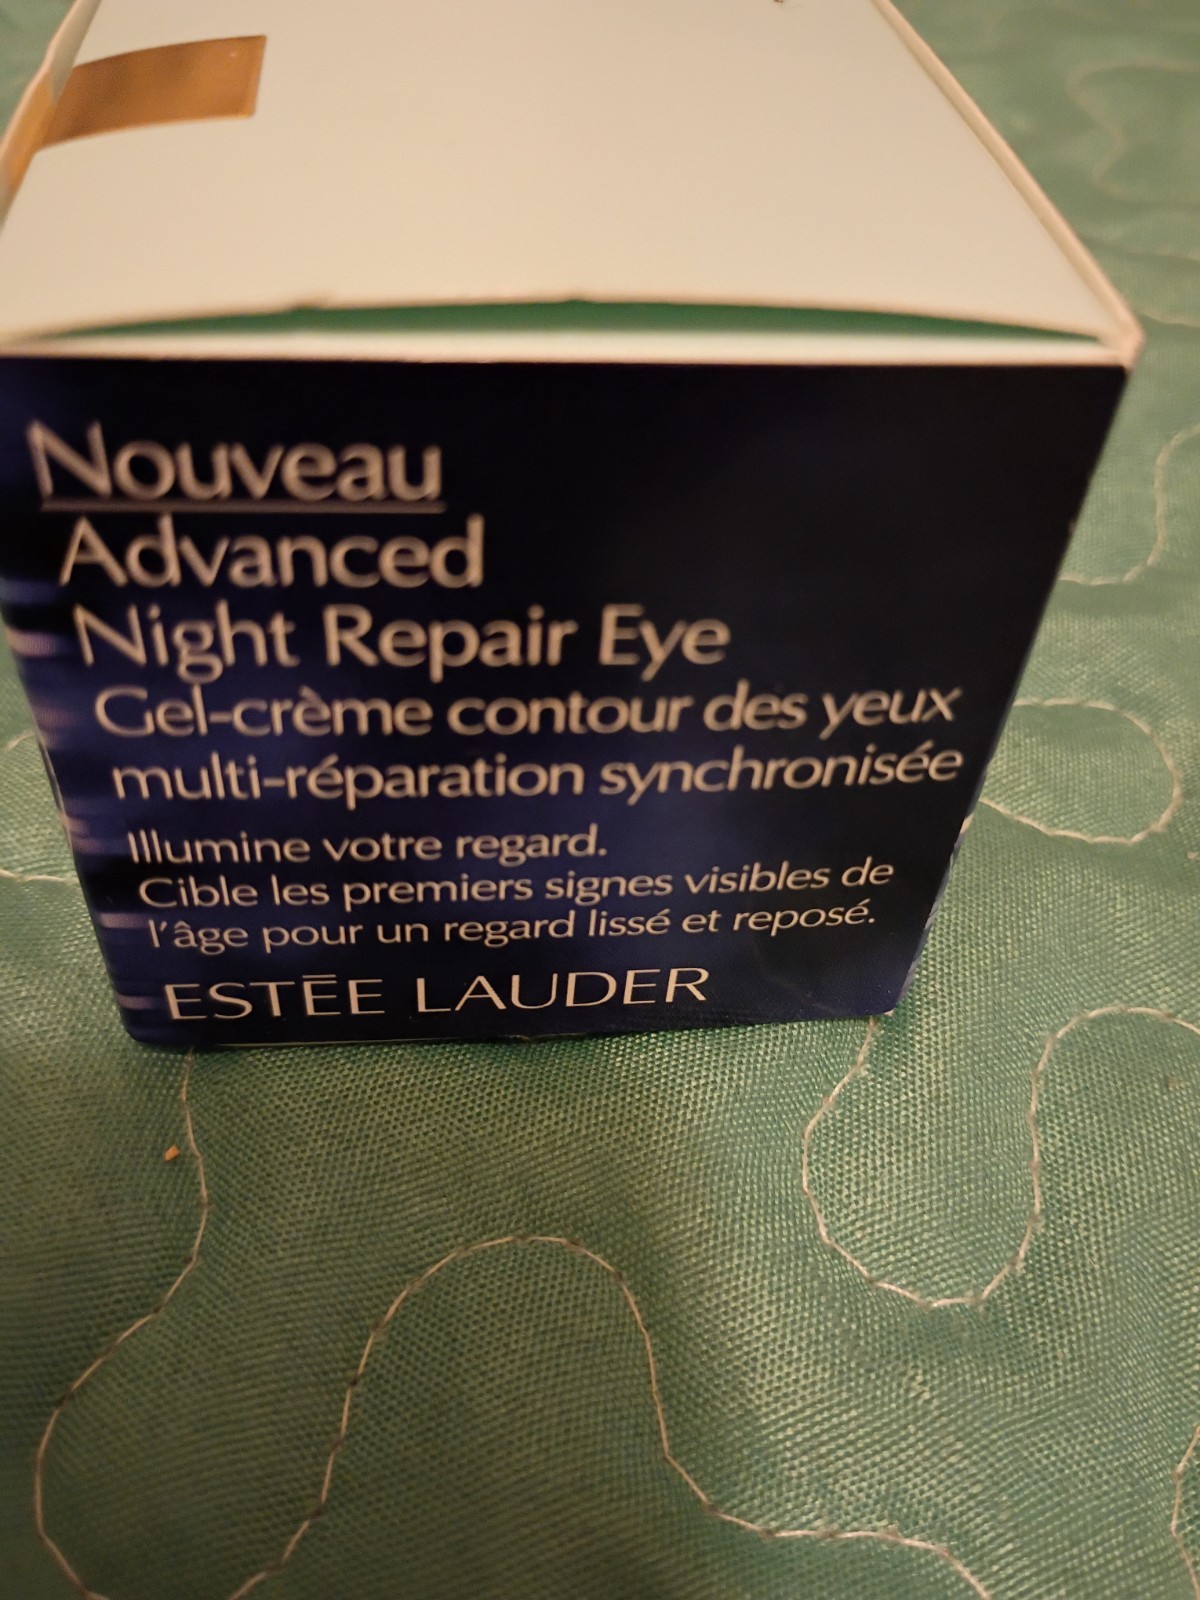 Nouveau
Advanced
Night Repair Eye
Gel-crème contour des yeux
multi-réparation synchronisée
Illumine votre regard.
Cible les premiers signes visibles de
l'âge pour un regard lissé et reposé.
ESTĒE LAUDER